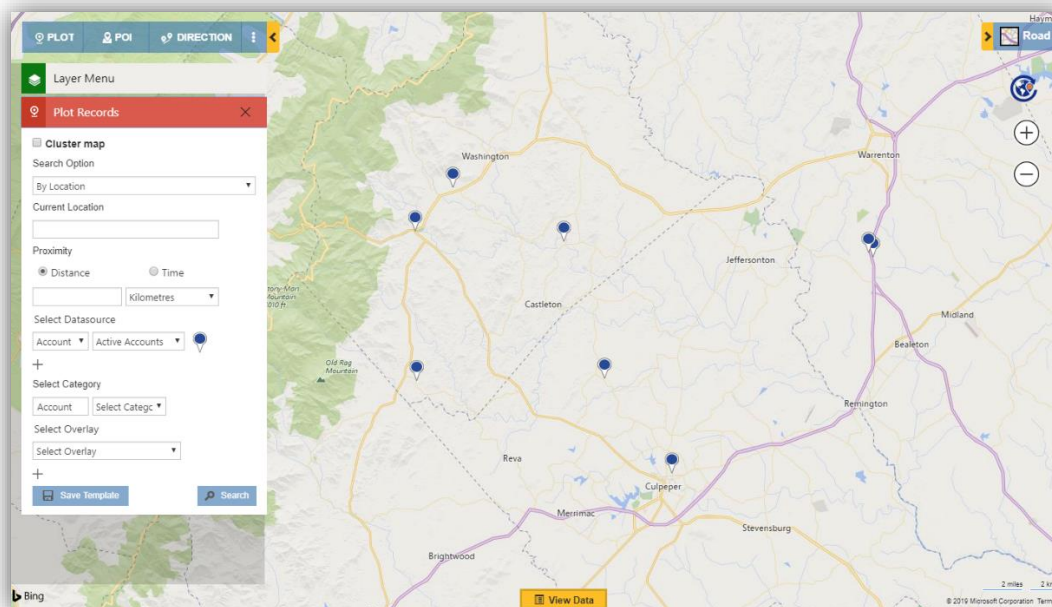 PLOT POI DIRECTION
Layer Menu
Plot Records
Cluster map
Search Option
By Location
Current Location
Proximity
Distance Time
Kilometres
Select Datasource
Account Active Accounts
Select Category
Account Select Categc
Select Overlay
Select Overlay
Save Template Search
Haym
Road
Warrenton
Washington
Jeffersonton
Castleton
Midland
Bealeton
Old Rag
Mountain
Remington
Reva
Culpeper
Merrimac
Stevensburg
Brightwood
Bing
View Data
2 miles 2 k
© 2019 Microsoft Corporation Term